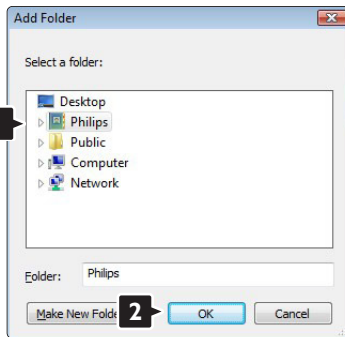 Add Folder
Select a folder:
Desktop
Philips
Public
Computer
Network
Folder: Philips
Make New Folde 2 OK Cancel